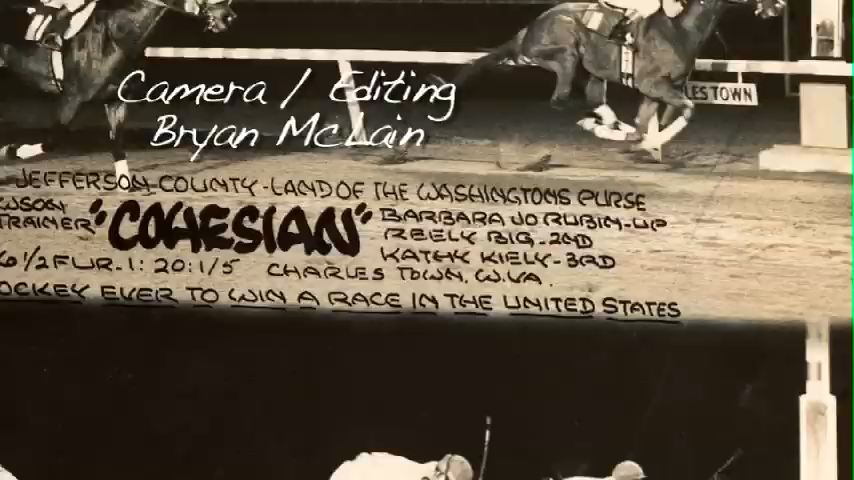 Camera / Editing
Bryan McLain
LES TOWN
JEFFERSON-COUNTY-LAND OF THE WASHINGTONS PURSE
WSON
TRAINER "COHESIAN" BARBARA JO RUBIN-UP
REELY BIG-2ND
KATHY KIELY-3RD
6 1/2 FUR.-1:20:1/5 CHARLES TOWN, W.VA.
OCKEY EVER TO WIN A RACE IN THE UNITED STATES